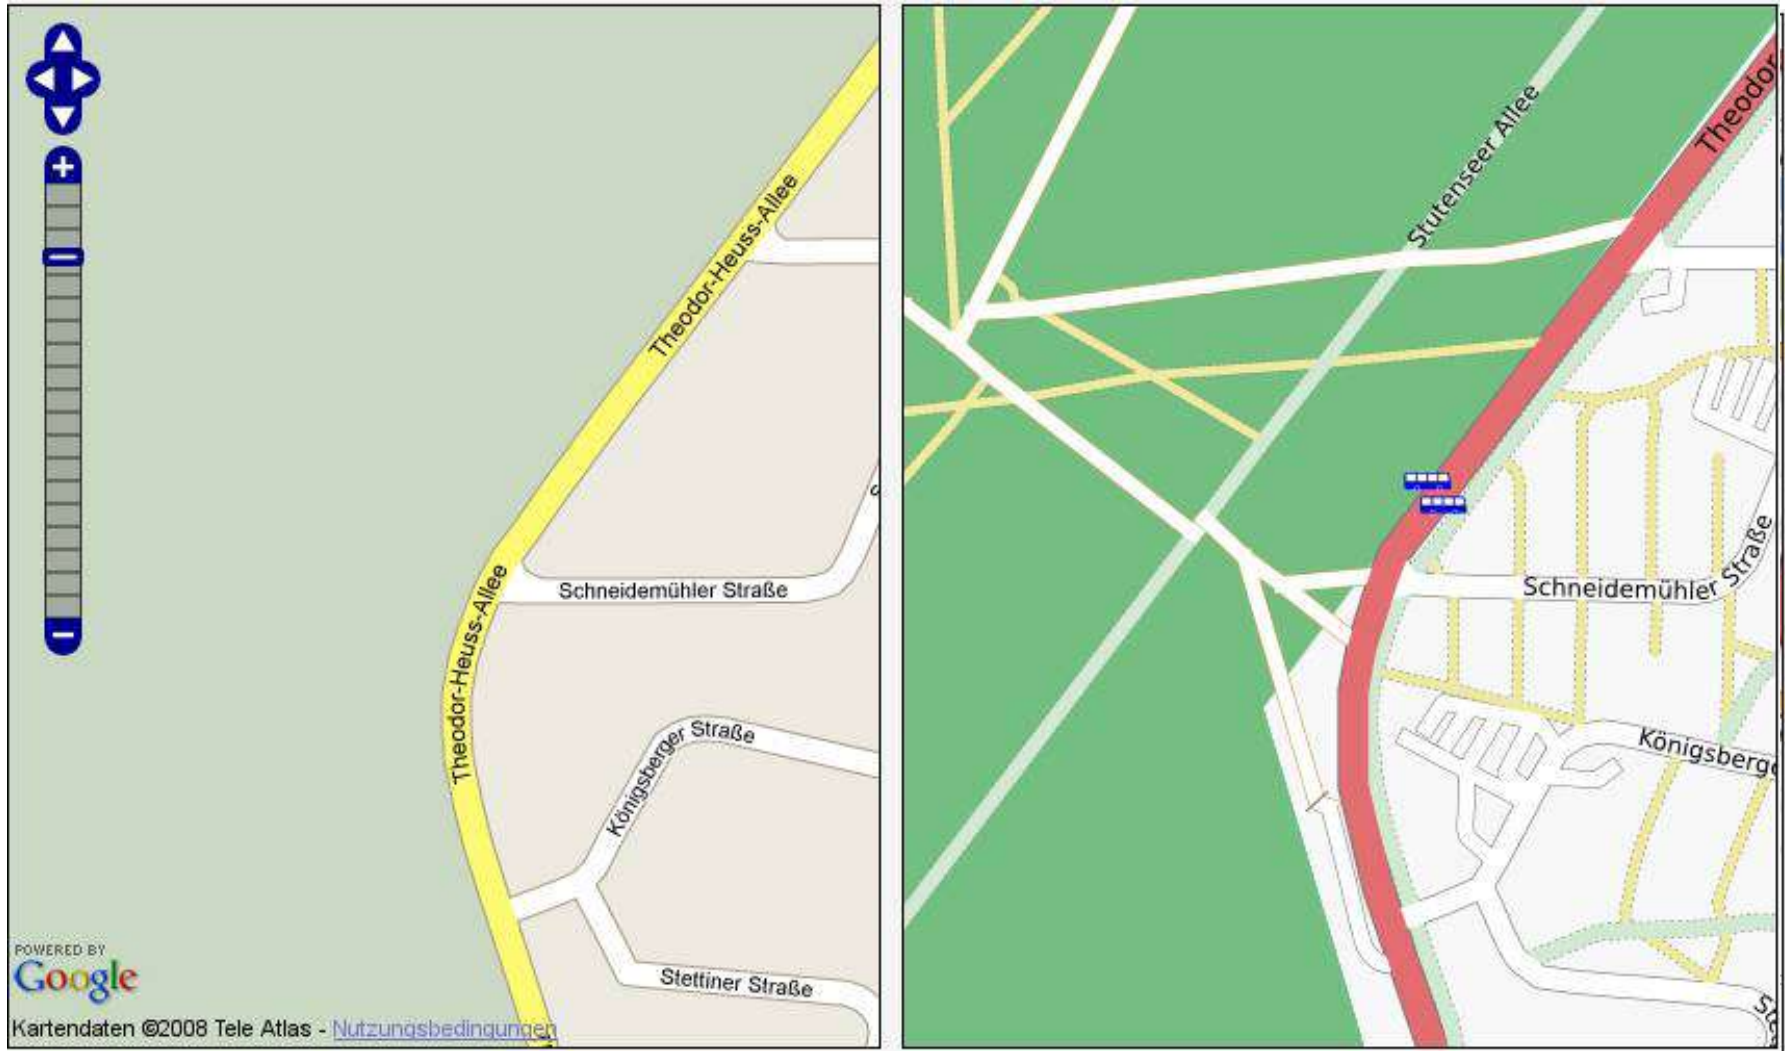 Theodor-Heuss-Allee
Theodor-Heuss-Allee
Schneidemühler Straße
S
Königsberger Straße
Stettiner Straße
POWERED BY
Google
Kartendaten ©2008 Tele Atlas - Nutzungsbedingungen
Theodor
Stutenseer Allee
Schneidemühler Straße
Königsberge
Ste